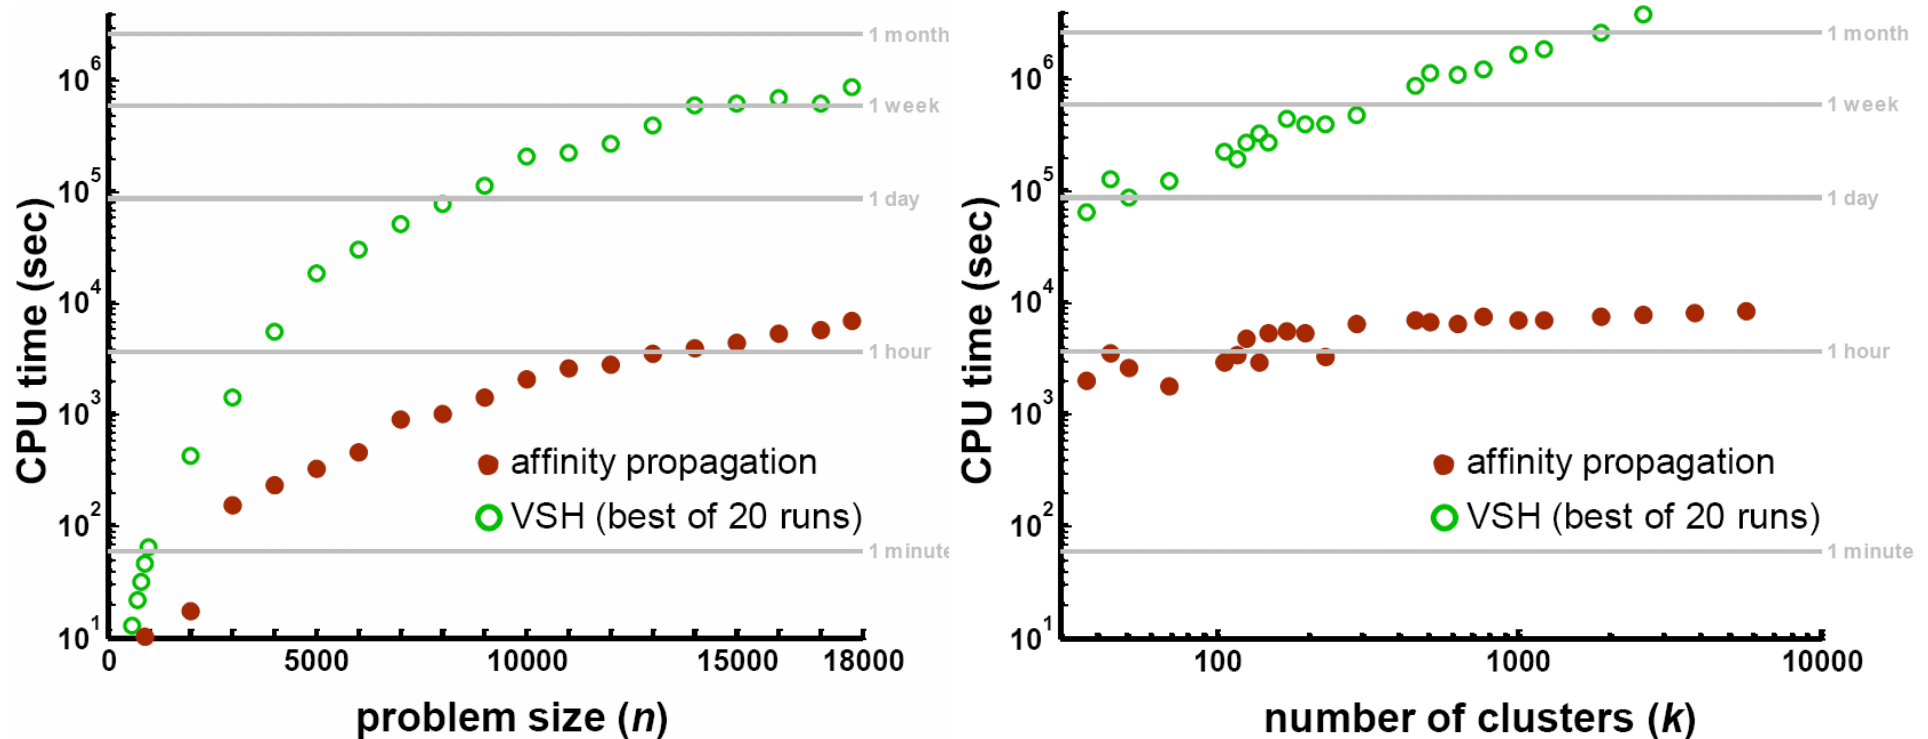 CPU time (sec)
10^6
10^5
10^4
10^3
10^2
10^1
1 month
1 week
1 day
1 hour
1 minute
affinity propagation
VSH (best of 20 runs)
0 5000 10000 15000 18000
problem size (n)
CPU time (sec)
10^6
10^5
10^4
10^3
10^2
10^1
1 month
1 week
1 day
1 hour
1 minute
affinity propagation
VSH (best of 20 runs)
100 1000 10000
number of clusters (k)